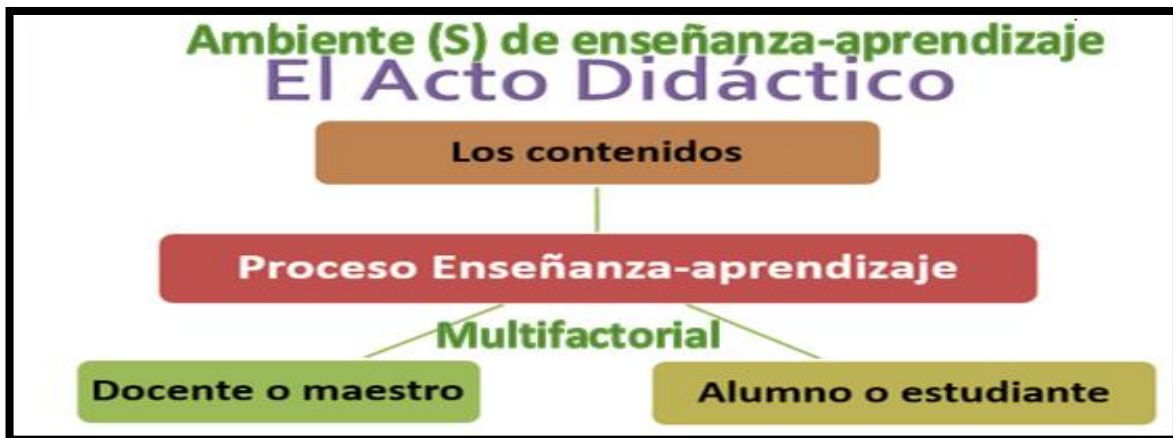 Ambiente (S) de enseñanza-aprendizaje
El Acto Didáctico
Los contenidos
Proceso Enseñanza-aprendizaje
Multifactorial
Docente o maestro
Alumno o estudiante